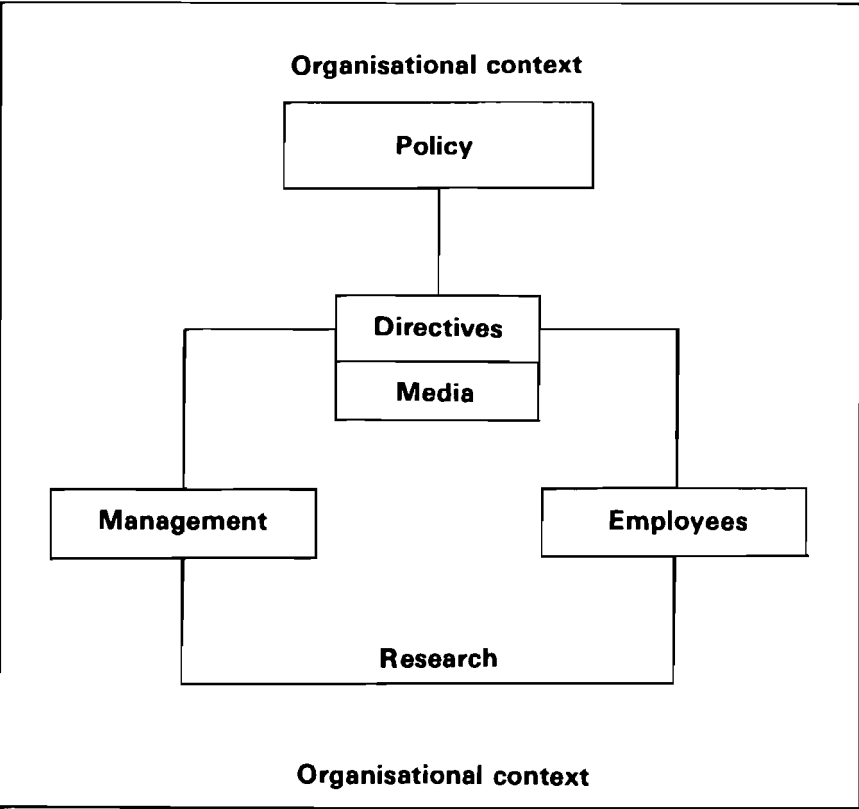 Organisational context
Policy
Directives
Media
Management
Employees
Research
Organisational context